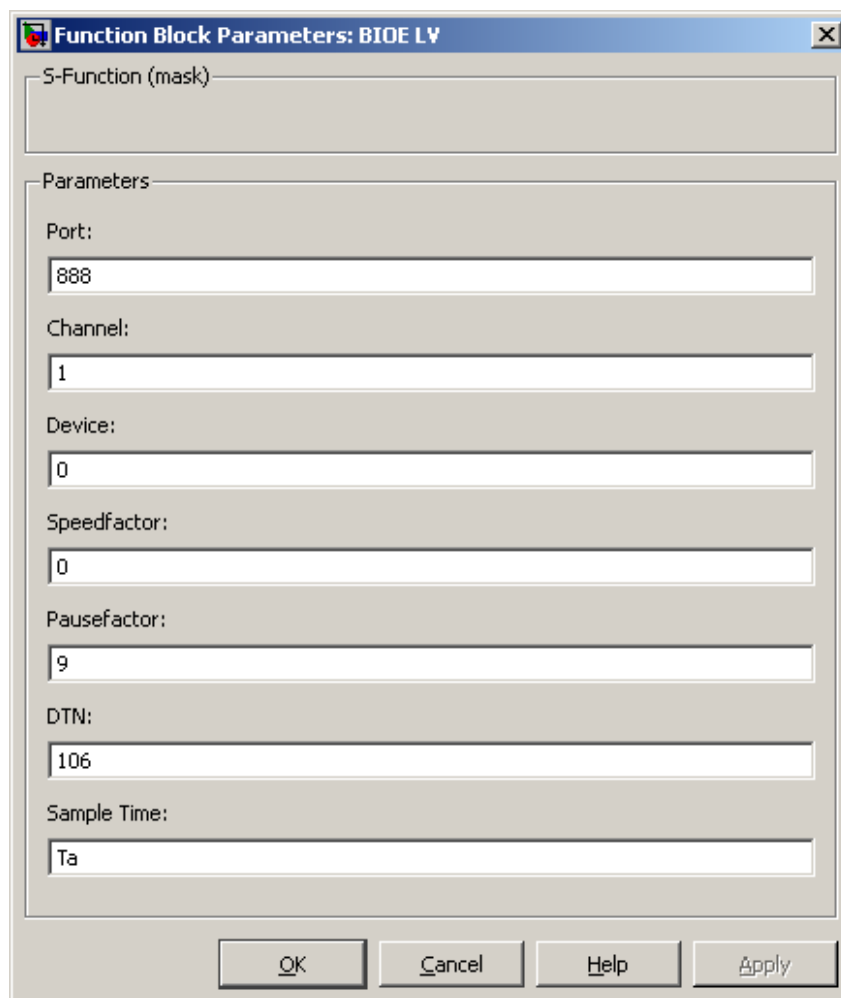 Function Block Parameters: BIOE LV
S-Function (mask)
Parameters
Port:
888
Channel:
1
Device:
0
Speedfactor:
0
Pausefactor:
9
DTN:
106
Sample Time:
Ta
OK Cancel Help Apply